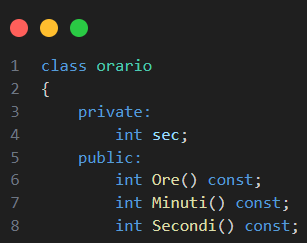 1 class orario
2 {
3     private:
4         int sec;
5     public:
6         int Ore() const;
7         int Minuti() const;
8         int Secondi() const;